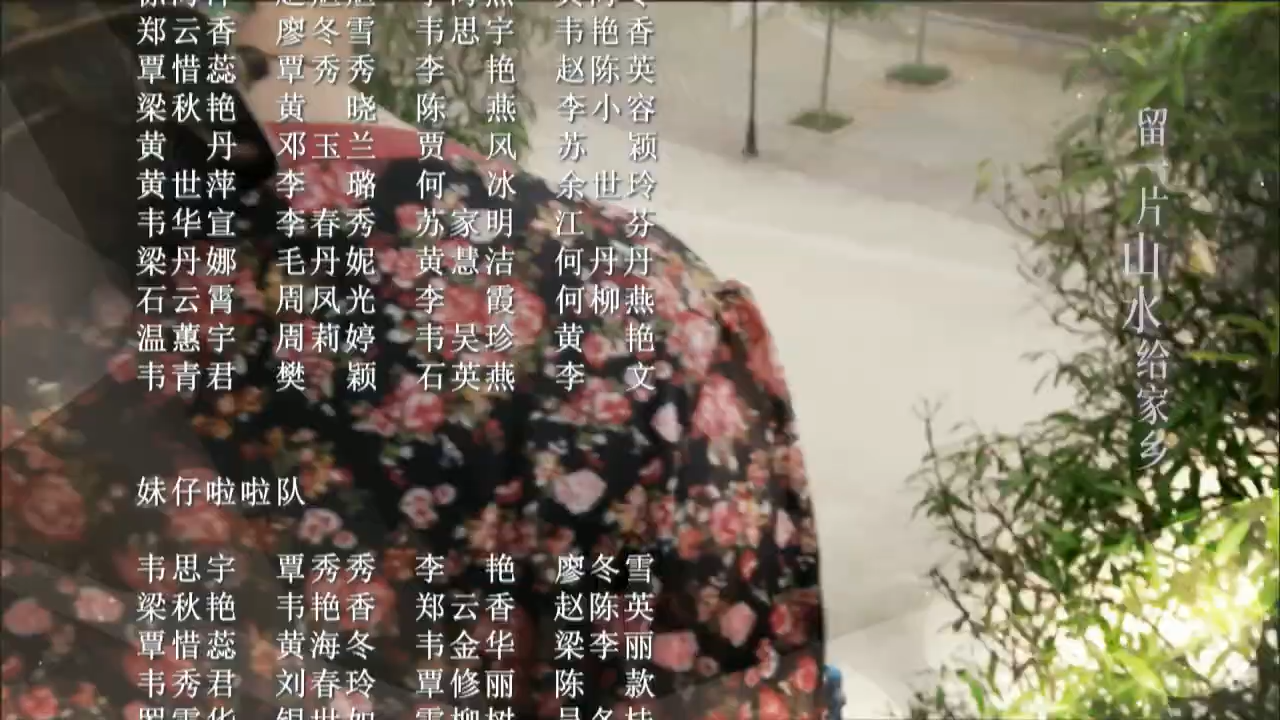 郑云香 廖冬雪 韦思宇 韦艳香
覃惜蕊 覃秀秀 李艳 赵陈英
梁秋艳 黄晓 陈燕 李小容
黄丹 邓玉兰 贾风 苏颖
黄世萍 李璐 何冰 余世玲
韦华宣 李春秀 苏家明 江芬
梁丹娜 毛丹妮 黄慧洁 何丹丹
石云霄 周凤光 李霞 何柳燕
温蕙宇 周莉婷 韦吴珍 黄艳
韦青君 樊颖 石英燕 李文
妹仔啦啦队
韦思宇 覃秀秀 李艳 廖冬雪
梁秋艳 韦艳香 郑云香 赵陈英
覃惜蕊 黄海冬 韦金华 梁李丽
韦秀君 刘春玲 覃修丽 陈款
留一片山水给家乡